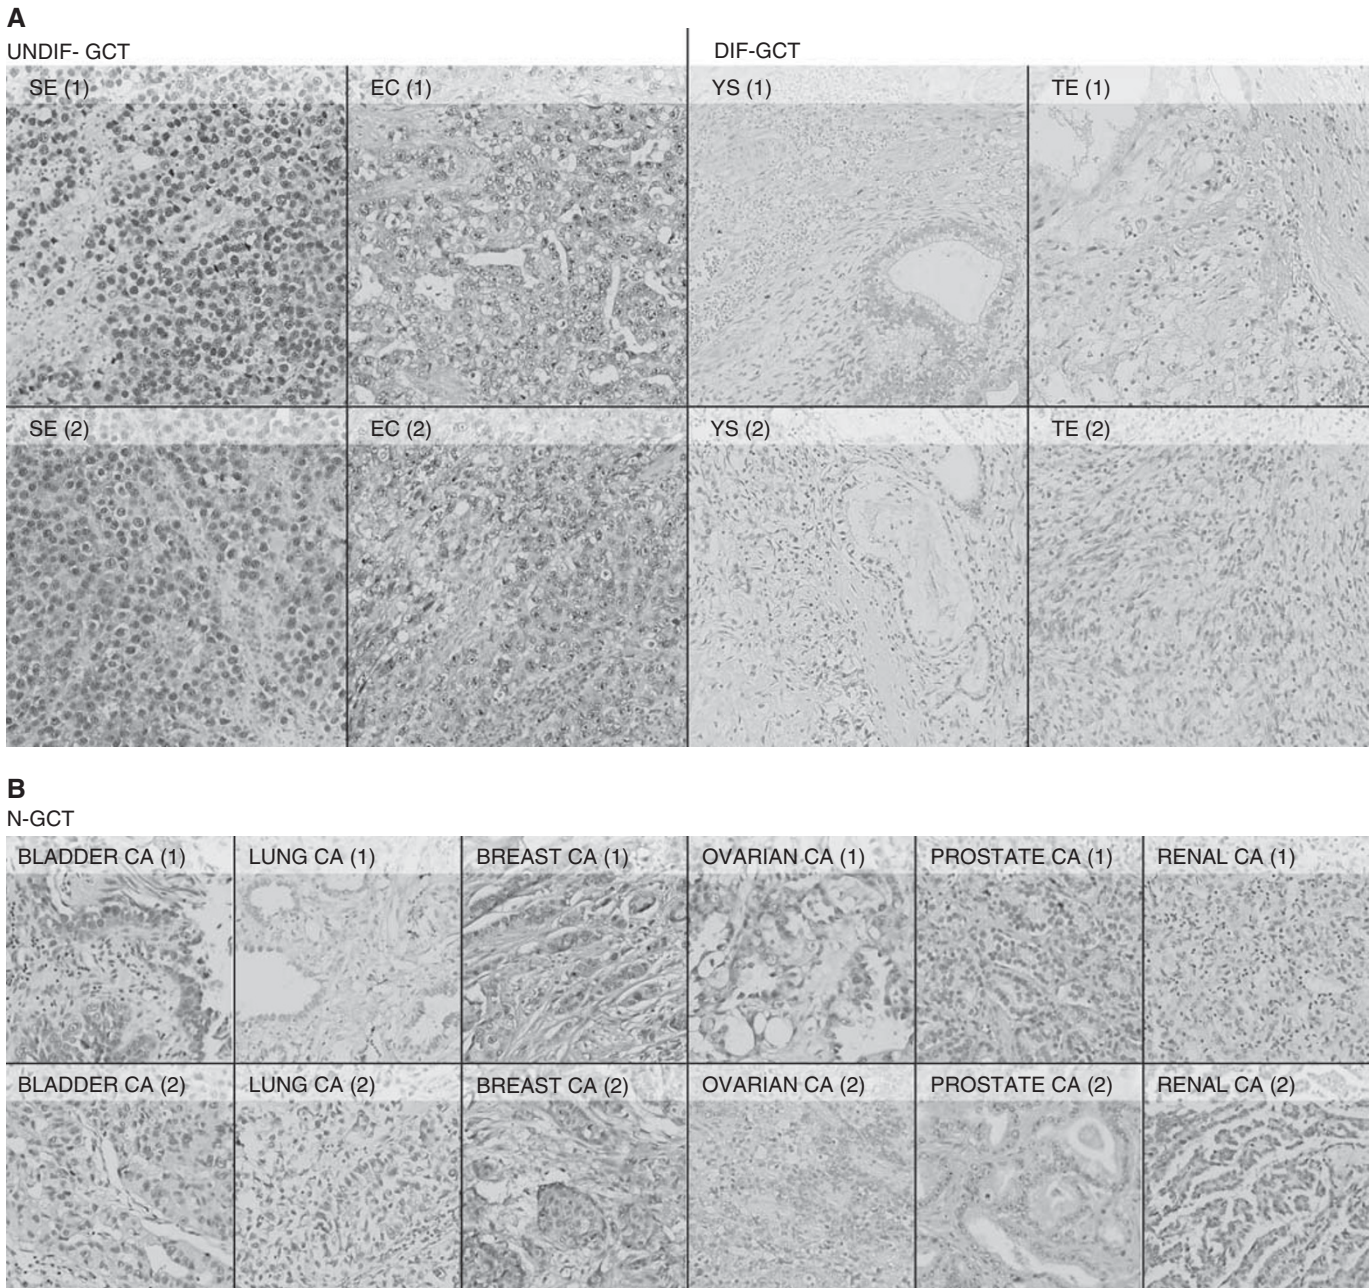 A
UNDIF- GCT
DIF-GCT
SE (1)
EC (1)
YS (1)
TE (1)
SE (2)
EC (2)
YS (2)
TE (2)
B
N-GCT
BLADDER CA (1)
LUNG CA (1)
BREAST CA (1)
OVARIAN CA (1)
PROSTATE CA (1)
RENAL CA (1)
BLADDER CA (2)
LUNG CA (2)
BREAST CA (2)
OVARIAN CA (2)
PROSTATE CA (2)
RENAL CA (2)